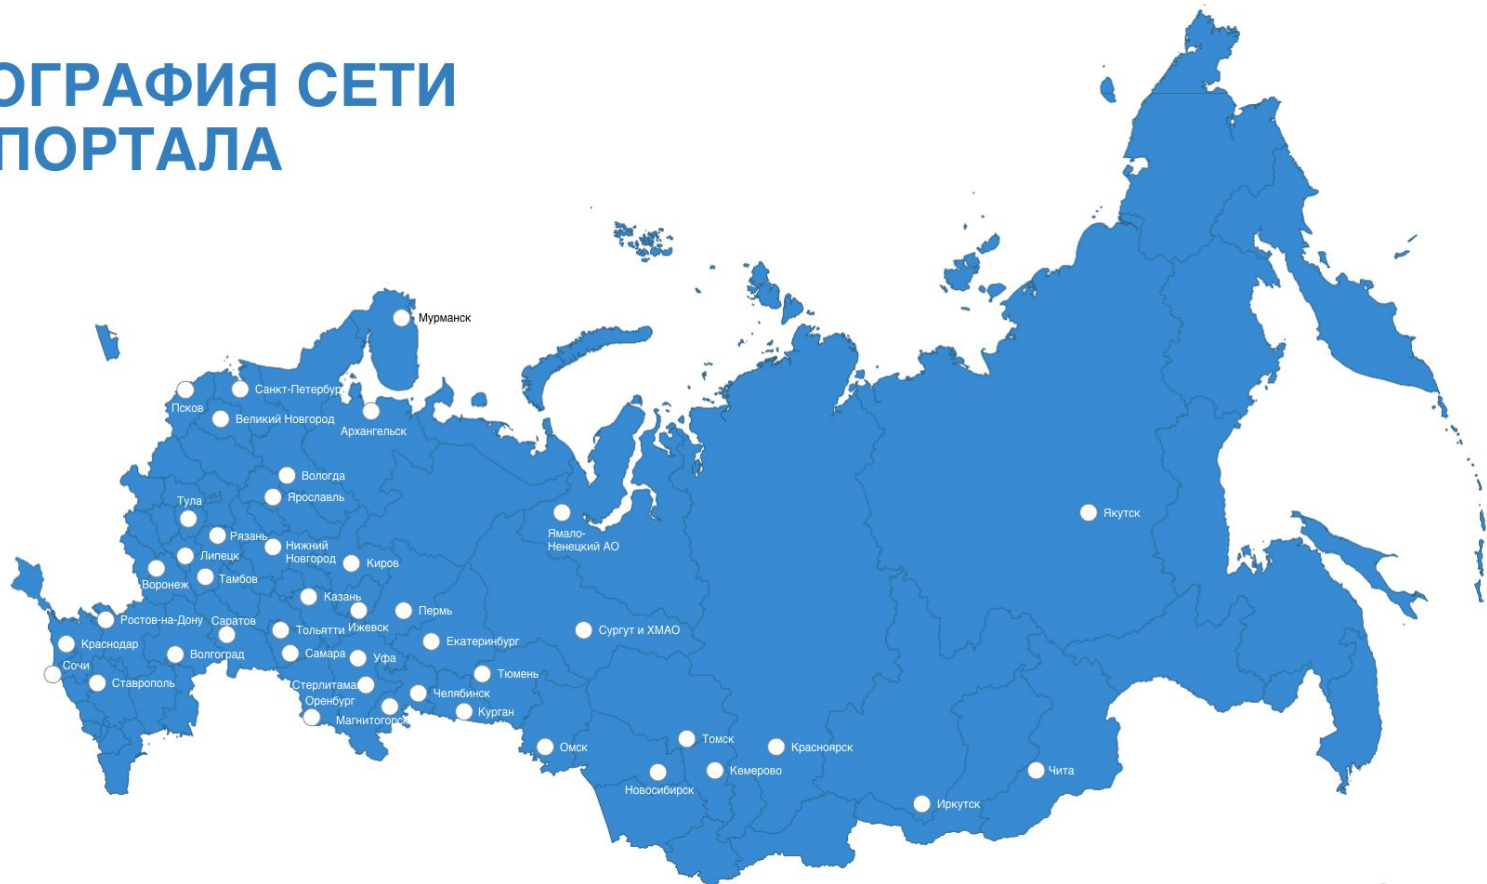 ОГРАФИЯ СЕТИ
ПОРТАЛА
Мурманск
Санкт-Петербур
Псков
Великий Новгород
Архангельск
Вологда
Ярославль
Тула
Рязань
Нижний
Новгород
Липецк
Киров
Воронеж
Тамбов
Ямало-
Ненецкий АО
Якутск
Казань
Ижевск
Пермь
Ростов-на-Дону
Саратов
Тольятти
Сургут и ХМАО
Краснодар
Волгоград
Самара
Уфа
Екатеринбург
Сочи
Ставрополь
Тюмень
Стерлитама
Челябинск
Оренбург
Магнитогорск
Курган
Омск
Томск
Красноярск
Новосибирск
Кемерово
Чита
Иркутск